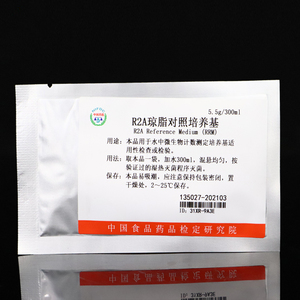 5.5g/300ml
R2A琼脂对照培养基
R2A Reference Medium (RRM)
用途：本品用于水中微生物计数测定培养基适
用性检查或检验。
用法：取本品一袋，加水300ml，混悬均匀，按
验证过的湿热灭菌程序灭菌。
保存：本品易吸潮，应注意保持包装密闭，置
干燥处，2～25℃保存。
135027-202103
ID: 31XR-9A3E
中国食品药品检定研究院